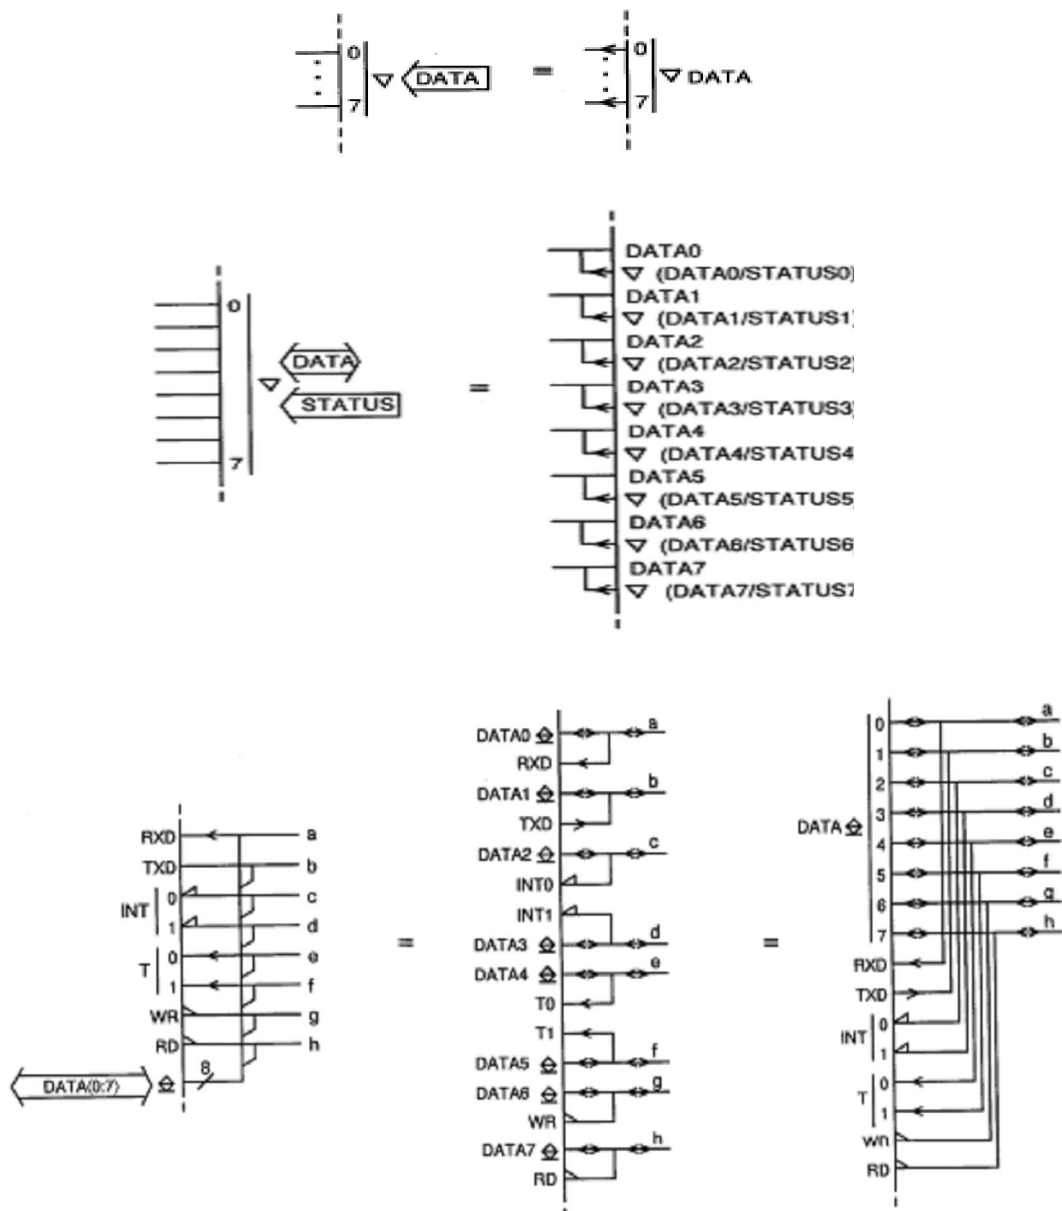 0
7
DATA
=
0
7
DATA
0
7
DATA
STATUS
=
DATA0
(DATA0/STATUS0)
DATA1
(DATA1/STATUS1)
DATA2
(DATA2/STATUS2)
DATA3
(DATA3/STATUS3)
DATA4
(DATA4/STATUS4
DATA5
(DATA5/STATUS5
DATA6
(DATA6/STATUS6
DATA7
(DATA7/STATUS7
RXD a
TXD b
INT 0 c
1 d
T 0 e
1 f
WR g
RD h
DATA(0:7) 8
=
DATA0 a
RXD
DATA1 b
TXD
DATA2 c
INT0
INT1
DATA3 d
DATA4 e
T0
T1
DATA5 f
DATA6 g
WR
DATA7 h
RD
=
0 a
1 b
2 c
3 d
DATA
4 e
5 f
6 g
7 h
RXD
TXD
INT 0
1
T 0
1
RD